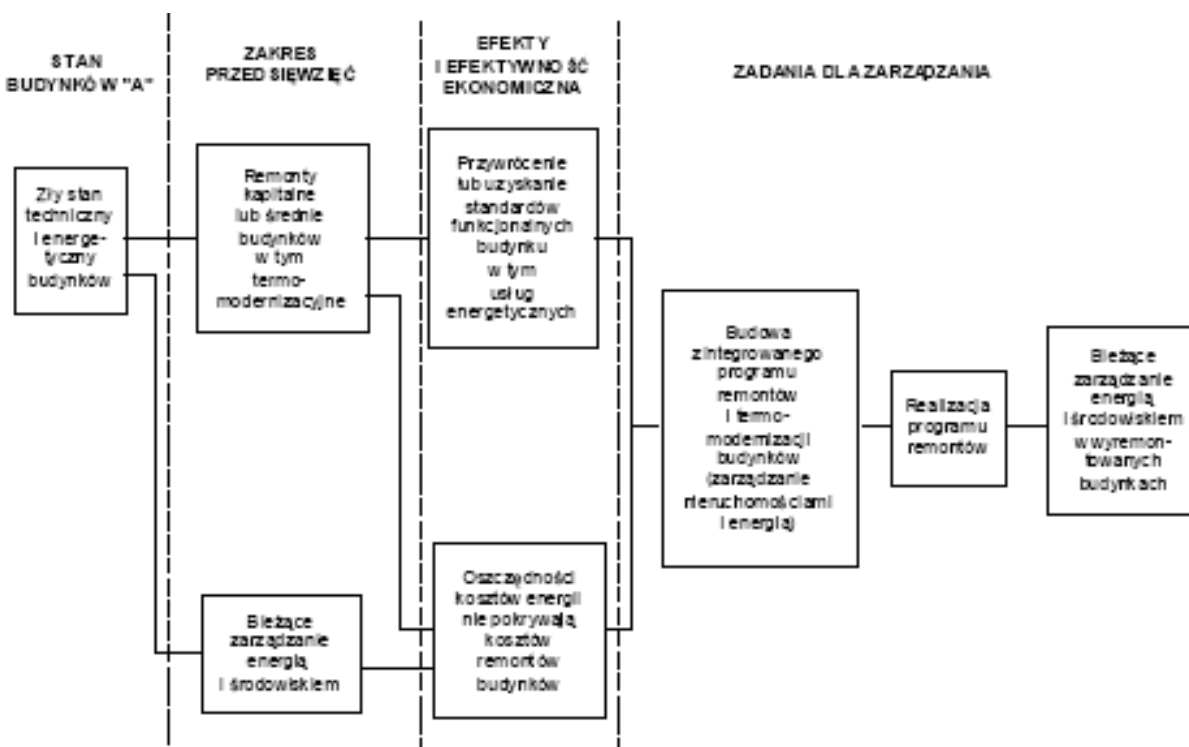 STAN
BUDYNKÓW "A"
ZAKRES
PRZEDSIĘWZIĘĆ
EFEKTY
I EFEKTYWNOŚĆ
EKONOMICZNA
ZADANIA DLA ZARZĄDZANIA
Zły stan
techniczny
i energe-
tyczny
budynków
Remonty
kapitalne
lub średnie
budynków
w tym
termo-
modernizacyjne
Przywrócenie
lub uzyskanie
standardów
funkcjonalnych
budynku
w tym
usług
energetycznych
Budowa
zintegrowanego
programu
remontów
i termo-
modernizacji
budynków
(zarządzanie
nieruchomościami
i energią)
Realizacja
programu
remontów
Bieżące
zarządzanie
energią
i środowiskiem
w wyremon-
towanych
budynkach
Bieżące
zarządzanie
energią
i środowiskiem
Oszczędności
kosztów energii
nie pokrywają
kosztów
remontów
budynków